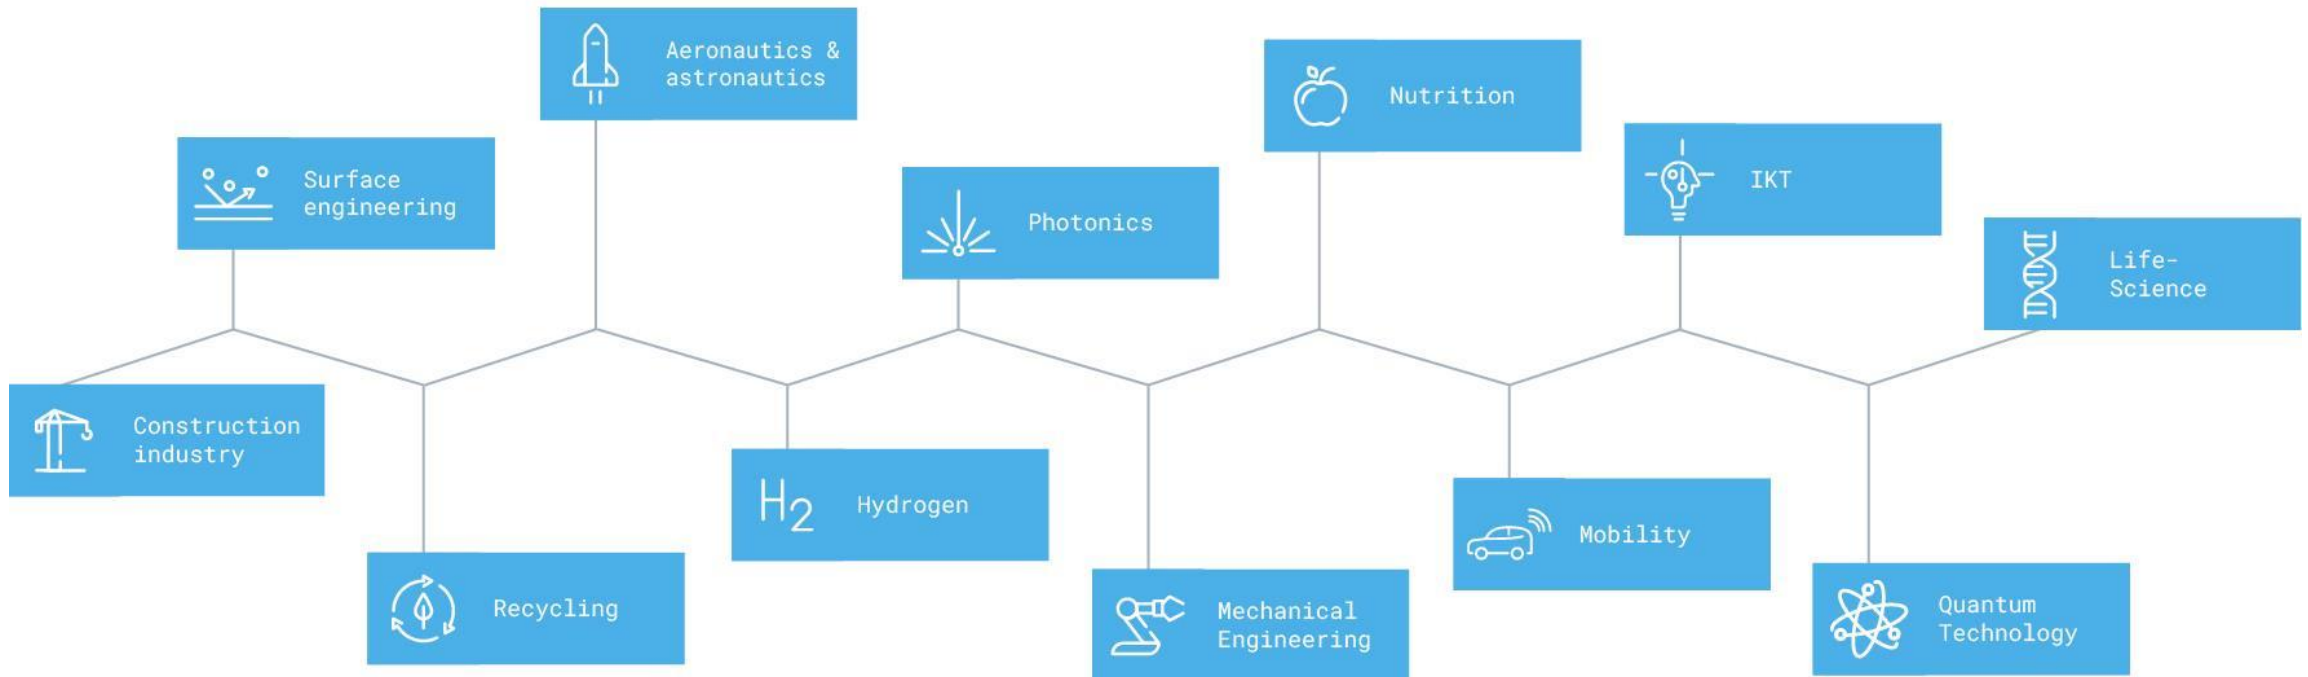 Aeronautics &
astronautics
Nutrition
Surface
engineering
IKT
Photonics
Life-
Science
Construction
industry
H2
Hydrogen
Mobility
Recycling
Mechanical
Engineering
Quantum
Technology